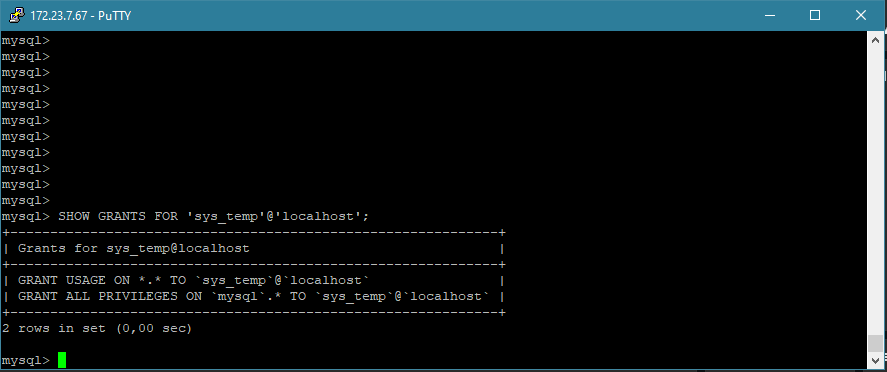 172.23.7.67 - PuTTY
mysql>
mysql>
mysql>
mysql>
mysql>
mysql>
mysql>
mysql>
mysql>
mysql>
mysql>
mysql> SHOW GRANTS FOR 'sys_temp'@'localhost';
+-------------------------------------------------------------+
| Grants for sys_temp@localhost                               |
+-------------------------------------------------------------+
| GRANT USAGE ON *.* TO `sys_temp`@`localhost`                |
| GRANT ALL PRIVILEGES ON `mysql`.* TO `sys_temp`@`localhost` |
+-------------------------------------------------------------+
2 rows in set (0,00 sec)
mysql>